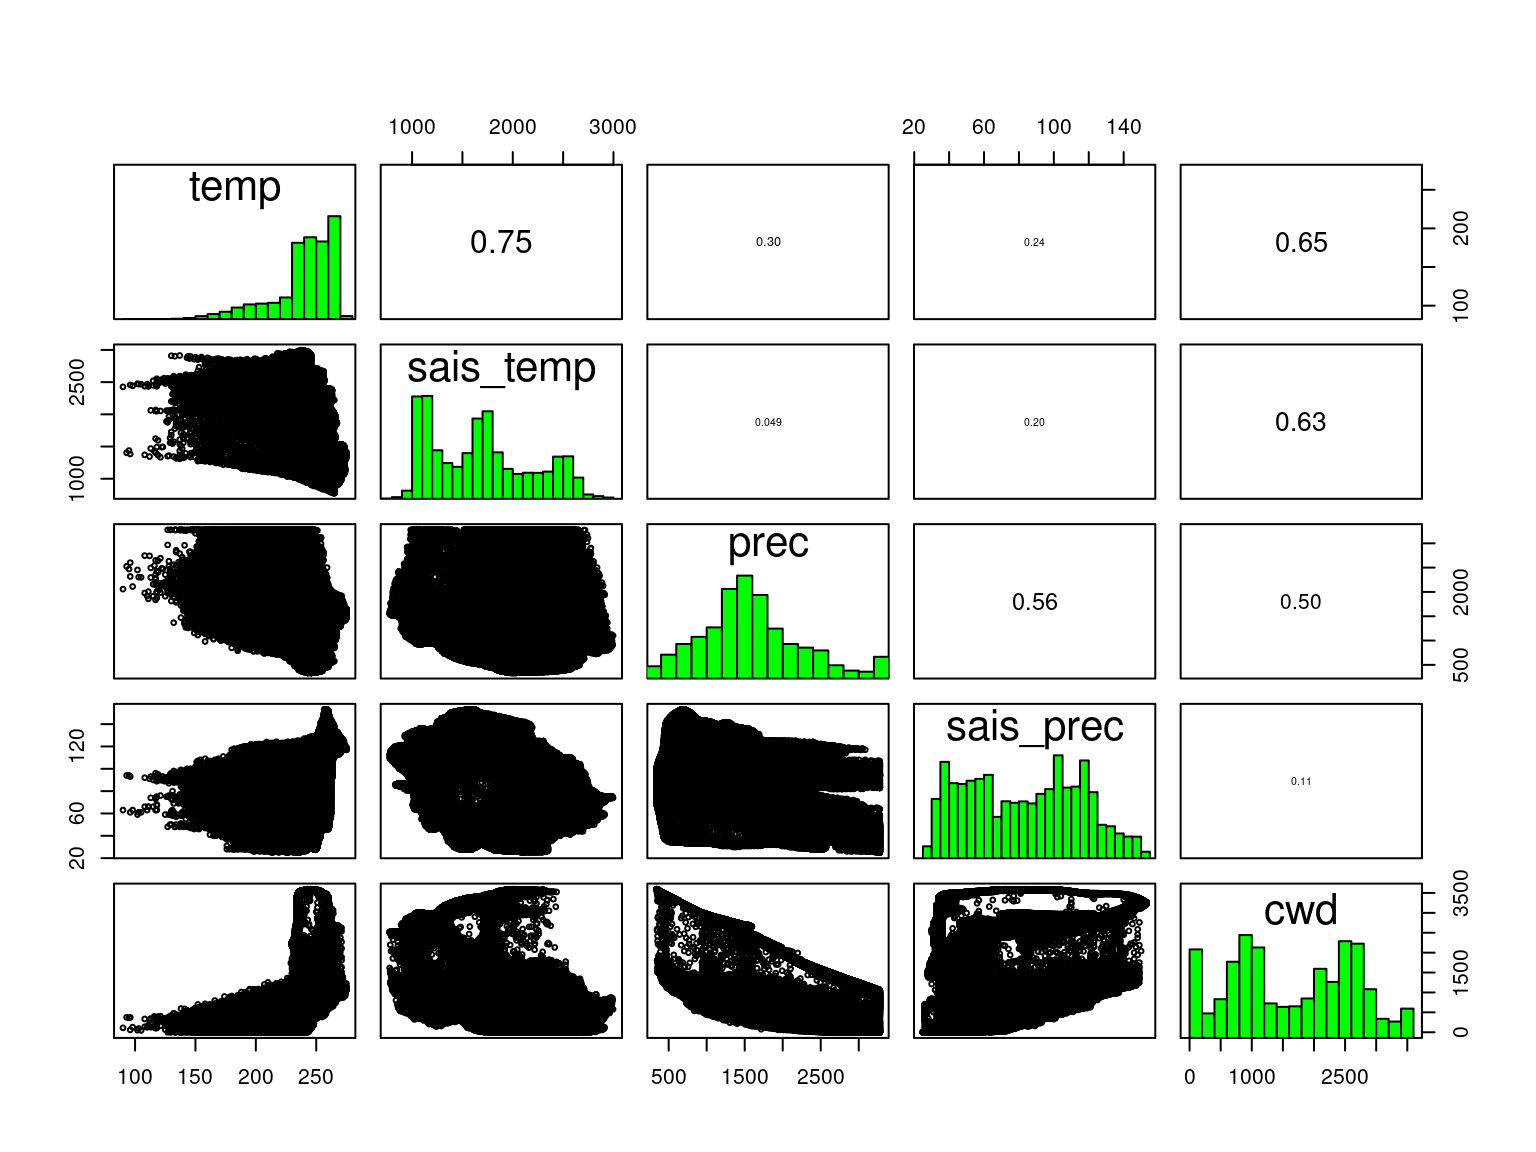 1000 2000 3000 20 60 100 140
temp 0.75 0.30 0.24 0.65 100 200
1000 2500 sais_temp 0.049 0.20 0.63
prec 0.56 0.50 500 2000
20 60 120 sais_prec 0.11
cwd 0 1500 3500
100 150 200 250 500 1500 2500 0 1000 2500